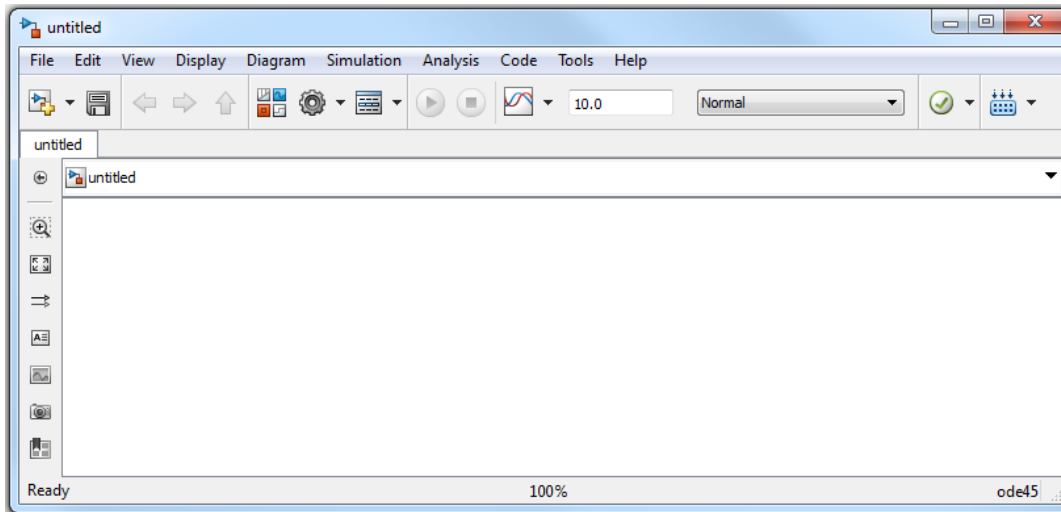 untitled
File Edit View Display Diagram Simulation Analysis Code Tools Help
10.0 Normal
untitled
untitled
Ready 100% ode45